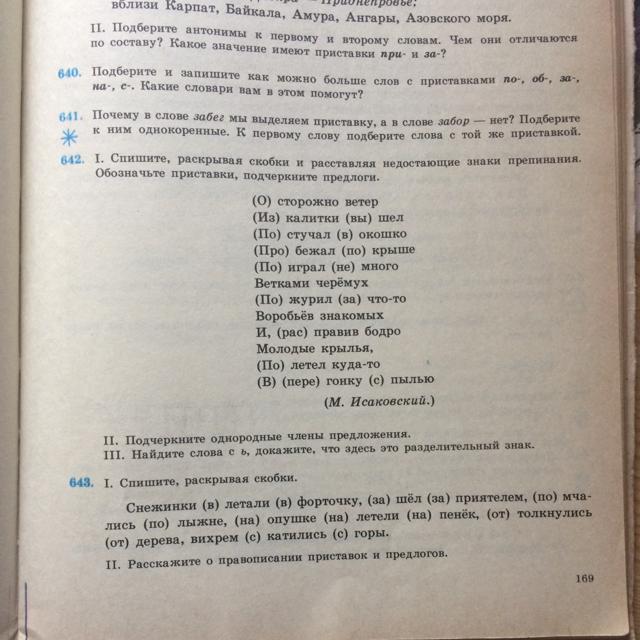 Приднепровье;
вблизи Карпат, Байкала, Амура, Ангары, Азовского моря.
II. Подберите антонимы к первому и второму словам. Чем они отличаются
по составу? Какое значение имеют приставки при- и за-?
640. Подберите и запишите как можно больше слов с приставками по-, об-, за-,
на-, с-. Какие словари вам в этом помогут?
641. Почему в слове забег мы выделяем приставку, а в слове забор — нет? Подберите
к ним однокоренные. К первому слову подберите слова с той же приставкой.
642. I. Спишите, раскрывая скобки и расставляя недостающие знаки препинания.
Обозначьте приставки, подчеркните предлоги.
(О) сторожно ветер
(Из) калитки (вы) шел
(По) стучал (в) окошко
(Про) бежал (по) крыше
(По) играл (не) много
Ветками черёмух
(По) журил (за) что-то
Воробьёв знакомых
И, (рас) правив бодро
Молодые крылья,
(По) летел куда-то
(В) (пере) гонку (с) пылью
(М. Исаковский.)
II. Подчеркните однородные члены предложения.
III. Найдите слова с ь, докажите, что здесь это разделительный знак.
643. I. Спишите, раскрывая скобки.
Снежинки (в) летали (в) форточку, (за) шёл (за) приятелем, (по) мча-
лись (по) лыжне, (на) опушке (на) летели (на) пенёк, (от) толкнулись
(от) дерева, вихрем (с) катились (с) горы.
II. Расскажите о правописании приставок и предлогов.
169